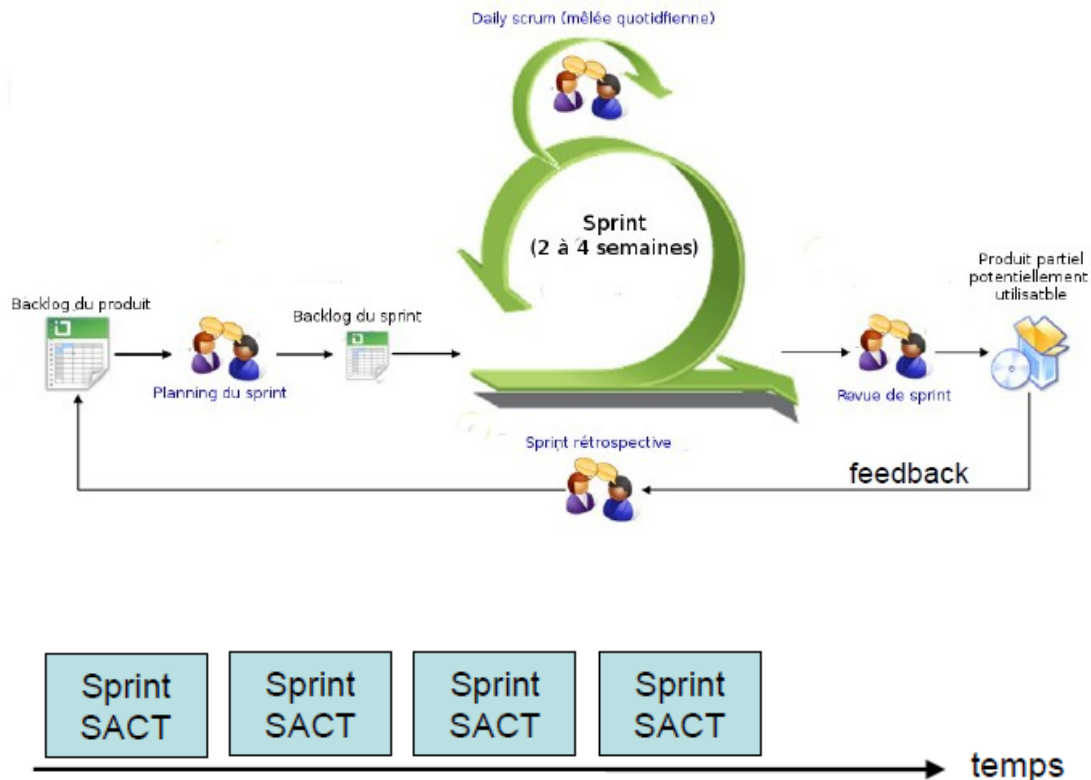 Daily scrum (mêlée quotidfienne)
Sprint
(2 à 4 semaines)
Produit partiel
potentiellement
utilisatble
Backlog du produit
Backlog du sprint
Planning du sprint
Revue de sprint
Sprint rétrospective
feedback
Sprint
SACT
Sprint
SACT
Sprint
SACT
Sprint
SACT
temps